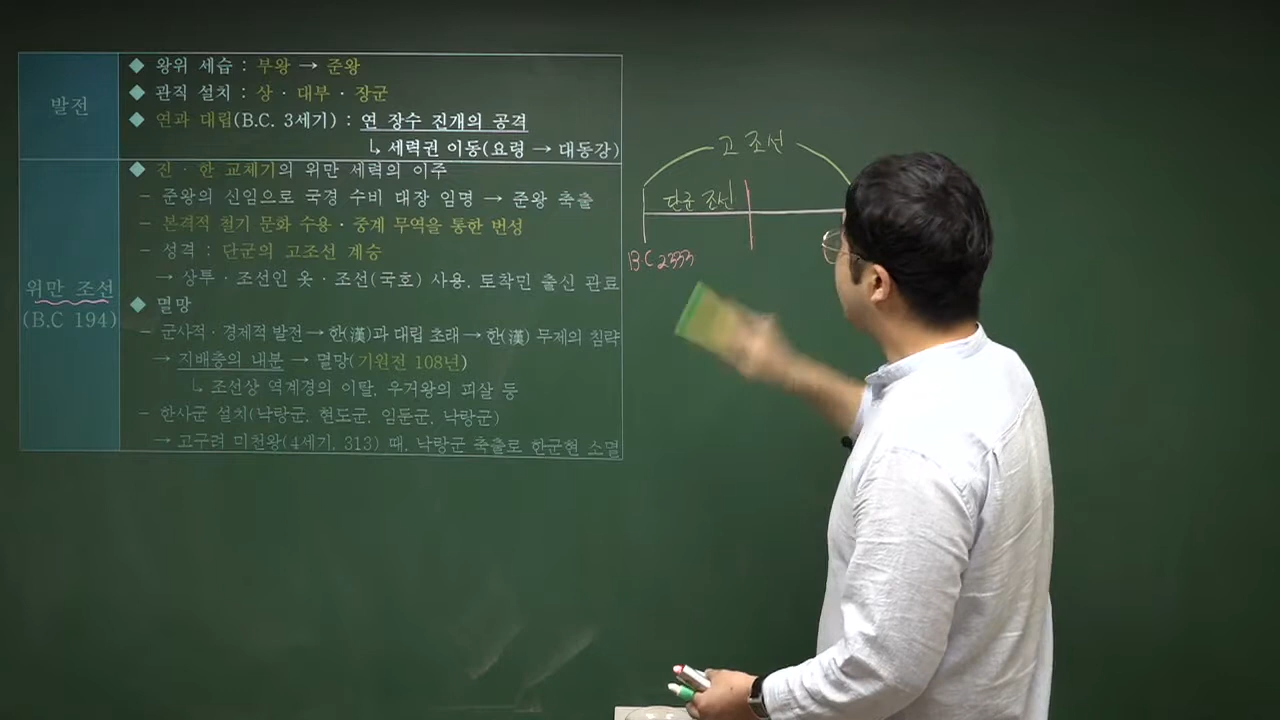 발전
◆ 왕위 세습 : 부왕 → 준왕
◆ 관직 설치 : 상 · 대부 · 장군
◆ 연과 대립(B.C. 3세기) : 연 장수 진개의 공격
↳ 세력권 이동(요령 → 대동강)
위만 조선
(B.C 194)
◆ 진 · 한 교체기의 위만 세력의 이주
- 준왕의 신임으로 국경 수비 대장 임명 → 준왕 축출
- 본격적 철기 문화 수용 · 중계 무역을 통한 번성
- 성격 : 단군의 고조선 계승
→ 상투 · 조선인 옷 · 조선(국호) 사용, 토착민 출신 관료
◆ 멸망
- 군사적 · 경제적 발전 → 한(漢)과 대립 초래 → 한(漢) 무제의 침략
→ 지배층의 내분 → 멸망(기원전 108년)
↳ 조선상 역계경의 이탈, 우거왕의 피살 등
- 한사군 설치(낙랑군, 현도군, 임둔군, 낙랑군)
→ 고구려 미천왕(4세기, 313) 때, 낙랑군 축출로 한군현 소멸
고 조선
단군 조선
B.C 2333